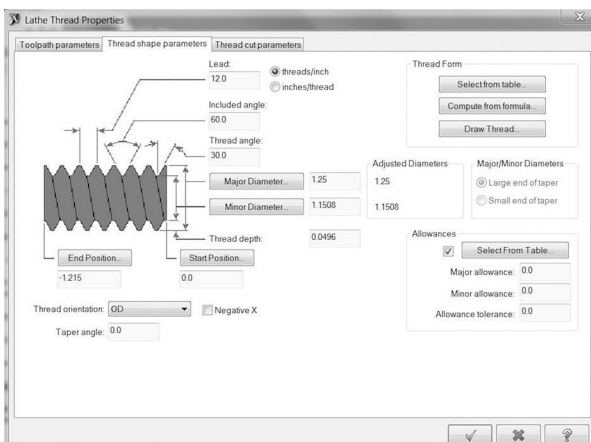 Lathe Thread Properties
Toolpath parameters
Thread shape parameters
Thread cut parameters
Lead:
12.0
threads/inch
inches/thread
Included angle:
60.0
Thread angle:
30.0
Major Diameter...
1.25
Minor Diameter...
1.1508
Thread depth:
0.0496
Adjusted Diameters
1.25
1.1508
End Position...
Start Position...
-1.215
0.0
Thread orientation:
OD
Negative X
Taper angle:
0.0
Thread Form
Select from table...
Compute from formula...
Draw Thread...
Major/Minor Diameters
Large end of taper
Small end of taper
Allowances
Select From Table...
Major allowance:
0.0
Minor allowance:
0.0
Allowance tolerance:
0.0